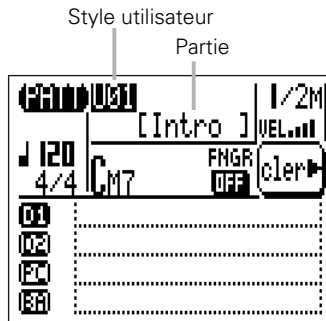 Style utilisateur
Partie
PATT U01 1/2M
[Intro ] VEL
♩ 120 FNGR
4/4 CM7 OFF cler
D1
D2
PC
BA